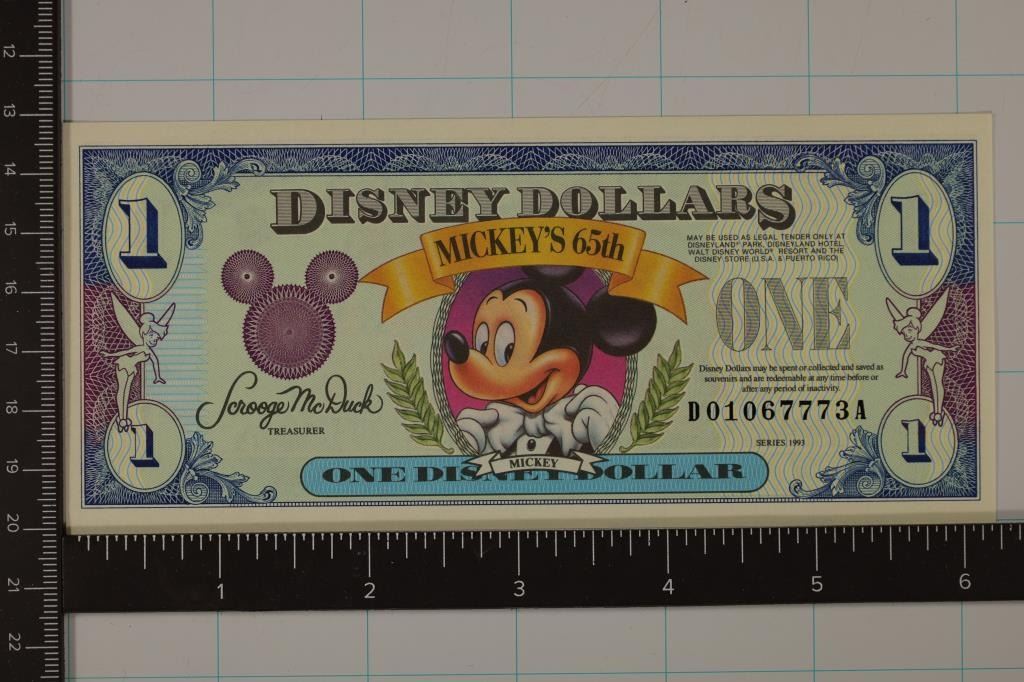 DISNEY DOLLARS
MICKEY'S 65th
1
1
MAY BE USED AS LEGAL TENDER ONLY AT
DISNEYLAND® PARK, DISNEYLAND HOTEL
WALT DISNEY WORLD® RESORT AND THE
DISNEY STORE (U.S.A. & PUERTO RICO)
ONE
Disney Dollars may be spent or collected and saved as
souvenirs and are redeemable at any time before or
after any period of inactivity.
Scrooge McDuck
TREASURER
D01067773A
SERIES 1993
1
1
MICKEY
ONE DISNEY DOLLAR
12
13
14
15
16
17
18
19
20
21
22
1 2 3 4 5 6